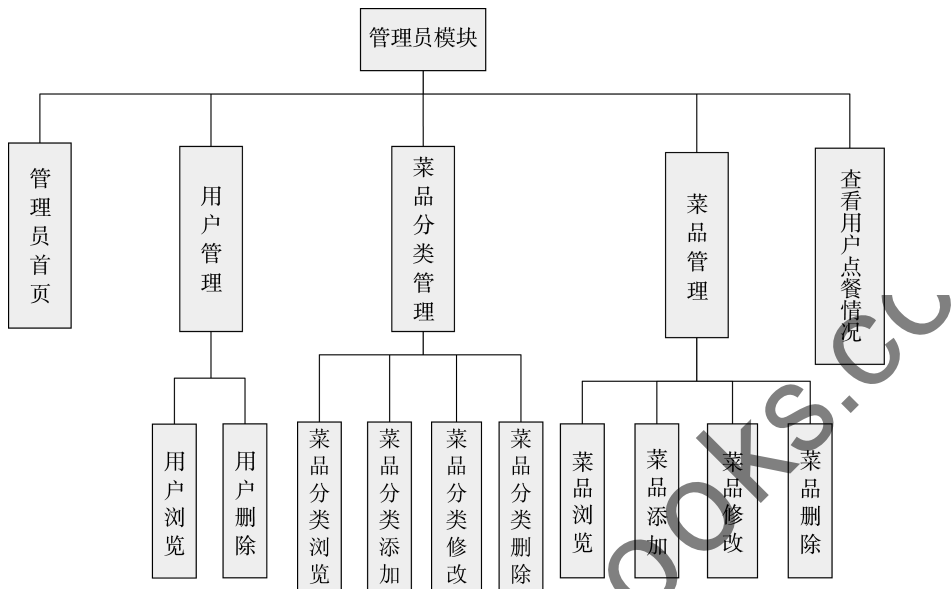 管理员模块
管理员首页
用户管理
菜品分类管理
菜品管理
查看用户点餐情况
用户浏览
用户删除
菜品分类浏览
菜品分类添加
菜品分类修改
菜品分类删除
菜品浏览
菜品添加
菜品修改
菜品删除
ooks.co